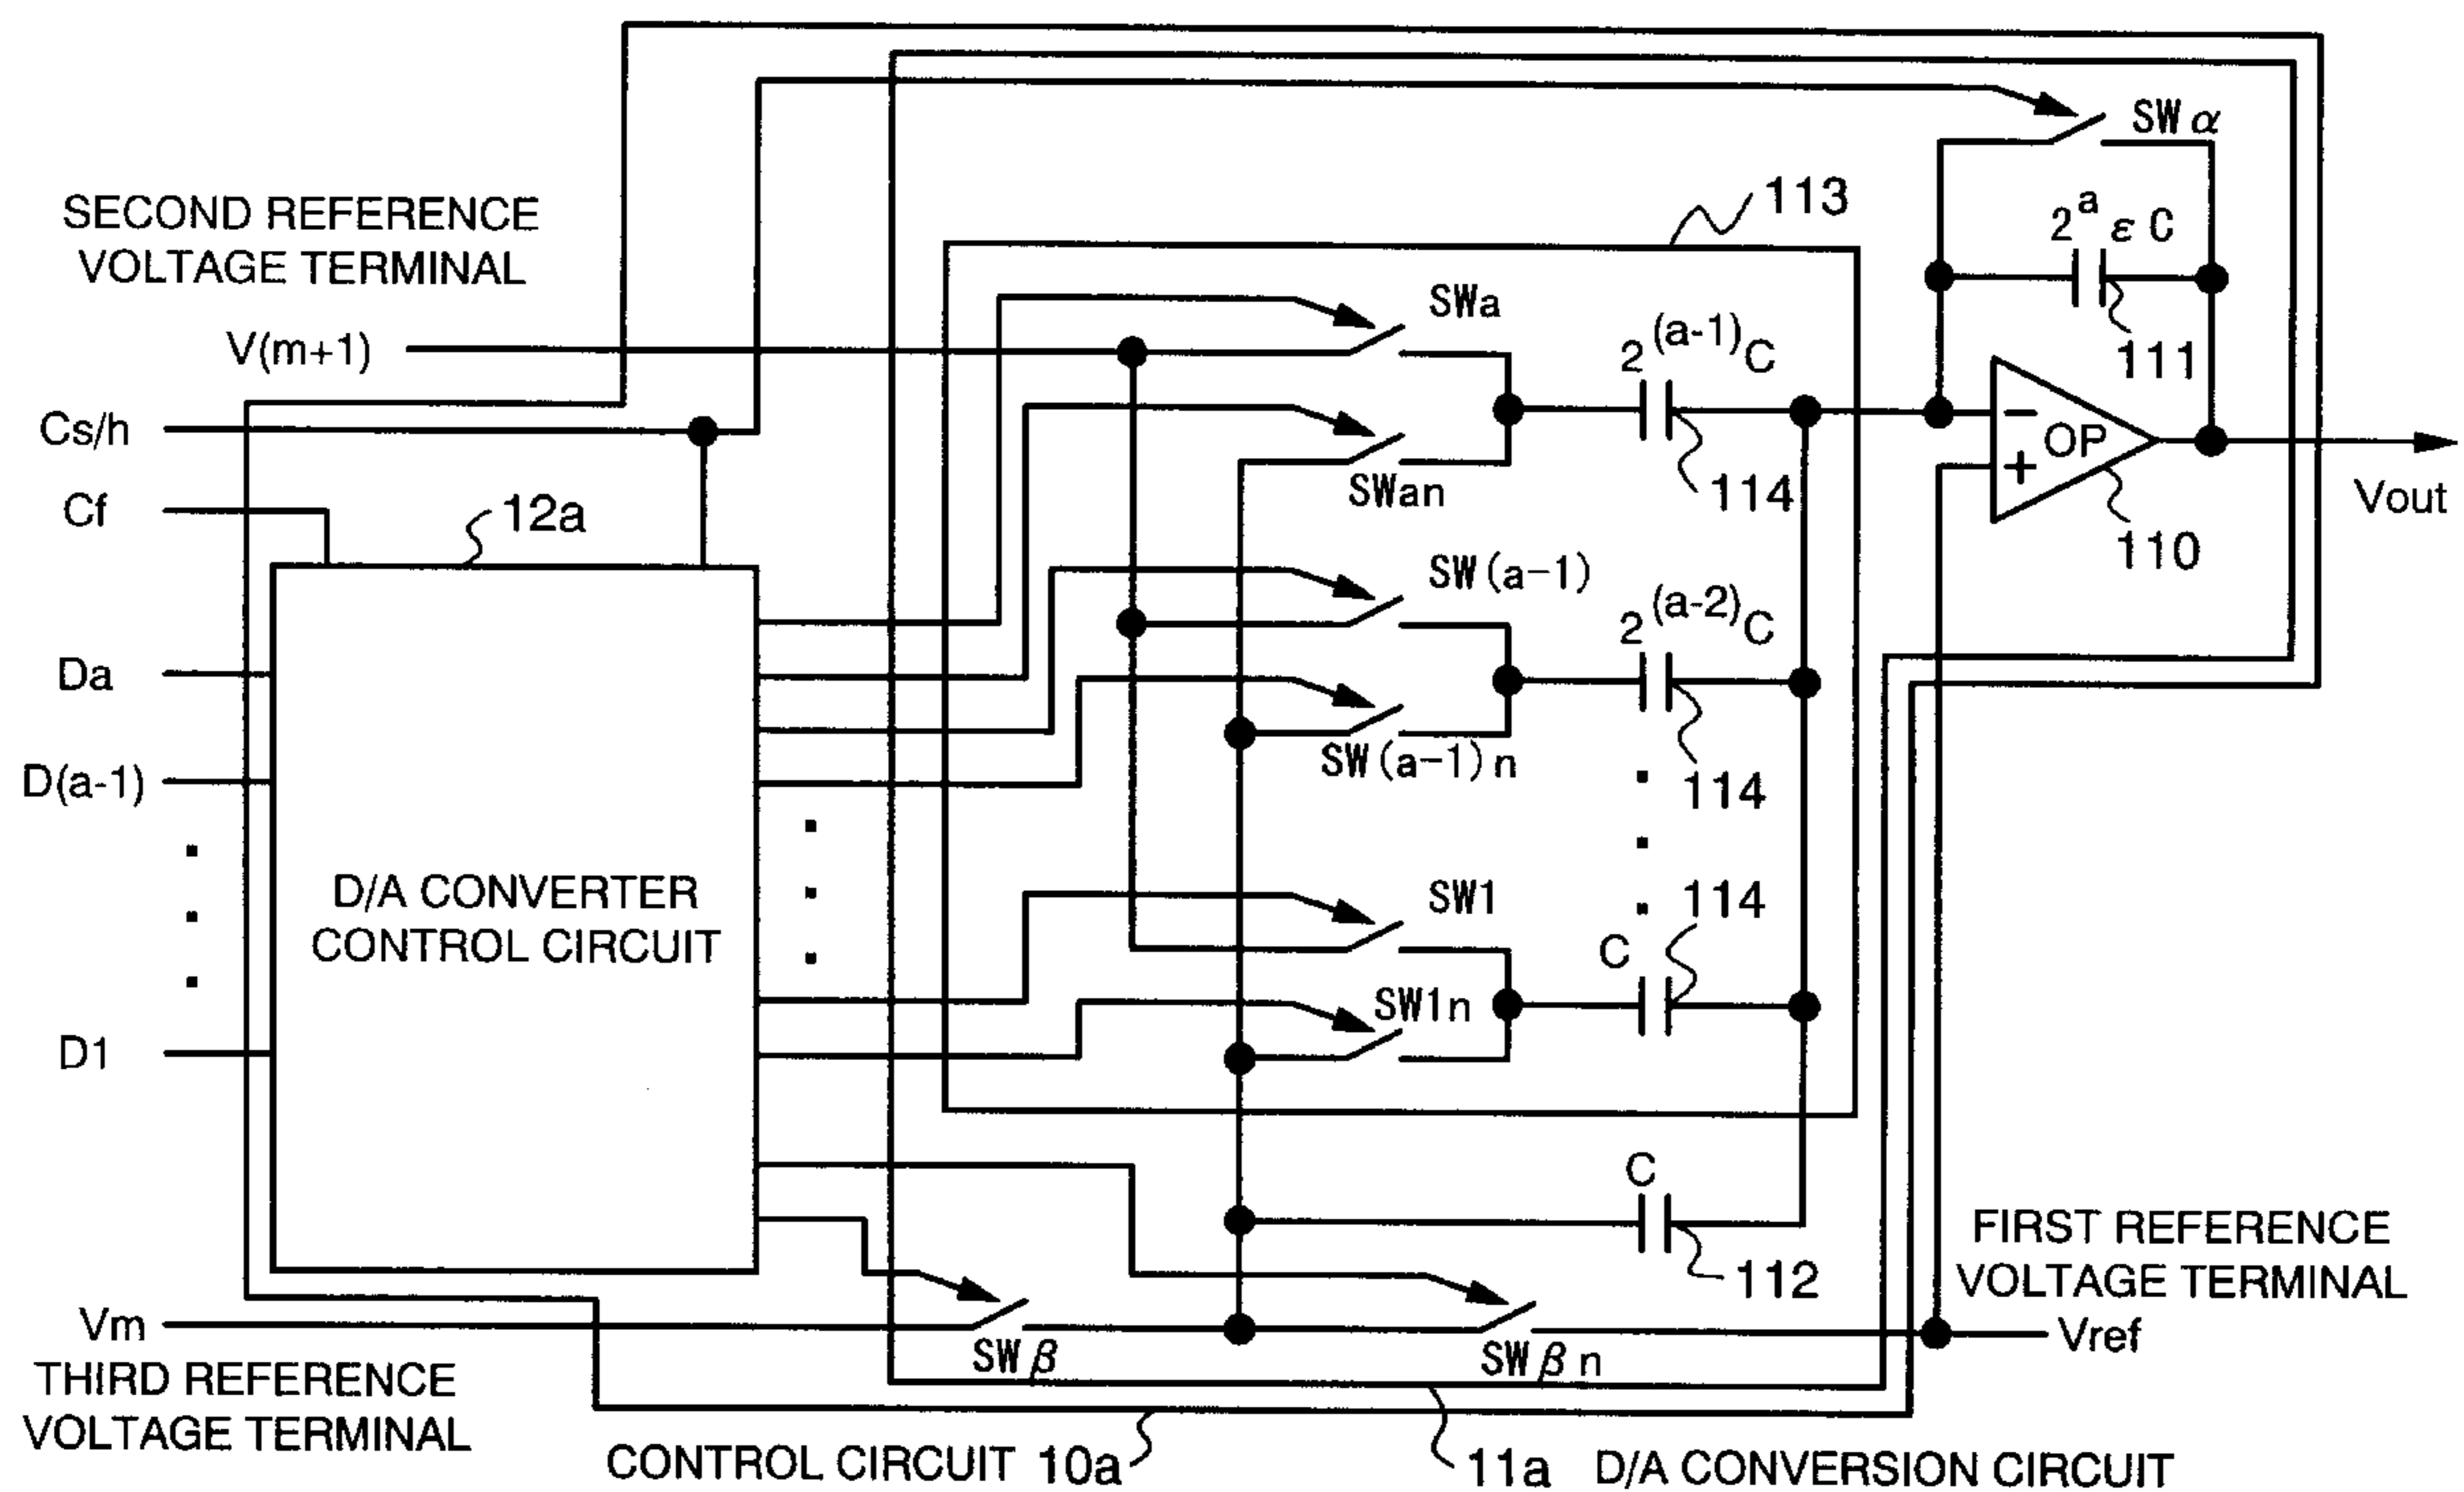 SWα
113
SECOND REFERENCE
VOLTAGE TERMINAL
2^a εC
SWa
V(m+1)
2^(a-1)C
111
Cs/h
OP
−
+
SWan
114
Vout
Cf
12a
110
SW(a-1)
2^(a-2)C
Da
SW(a-1)n
114
D(a-1)
D/A CONVERTER
CONTROL CIRCUIT
SW1
114
C
SW1n
D1
C
112
FIRST REFERENCE
VOLTAGE TERMINAL
Vm
Vref
SWβ
SWβn
THIRD REFERENCE
VOLTAGE TERMINAL
CONTROL CIRCUIT 10a
11a D/A CONVERSION CIRCUIT